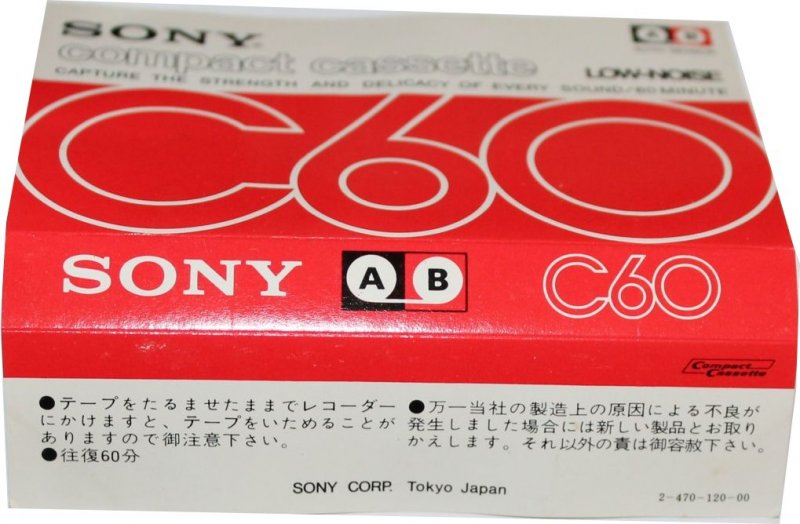 SONY
compact cassette
LOW-NOISE
CAPTURE THE STRENGTH AND DELICACY OF EVERY SOUND/60 MINUTE
C60
SONY A B C60
Compact
Cassette
●テープをたるませたままでレコーダー
にかけますと、テープをいためることが
ありますので御注意下さい。
●往復60分
●万一当社の製造上の原因による不良が
発生しました場合には新しい製品とお取り
かえします。それ以外の責は御容赦下さい。
SONY CORP. Tokyo Japan
2-470-120-00